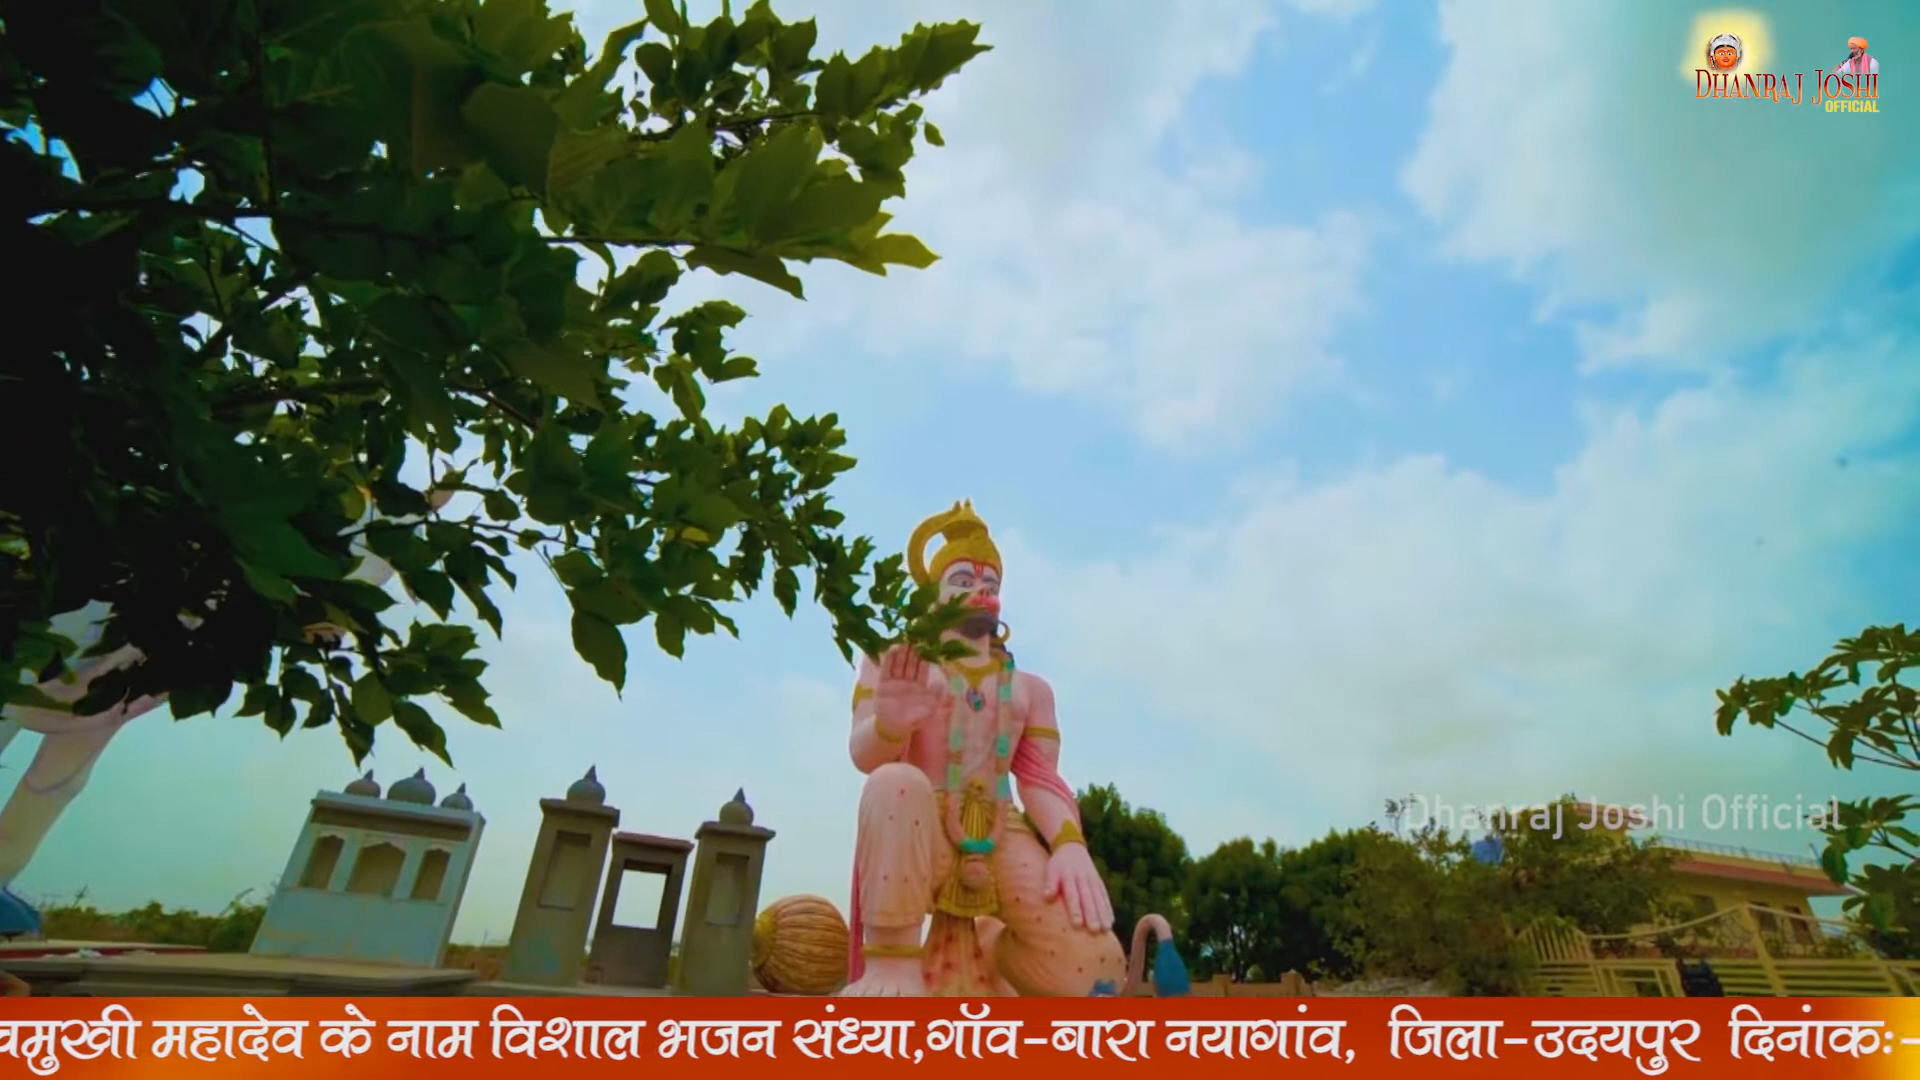 DHANRAJ JOSHI
OFFICIAL
Dhanraj Joshi Official
महादेव के नाम विशाल भजन संध्या,गॉव-बारा नयागांव, जिला-उदयपुर दिनांकः-